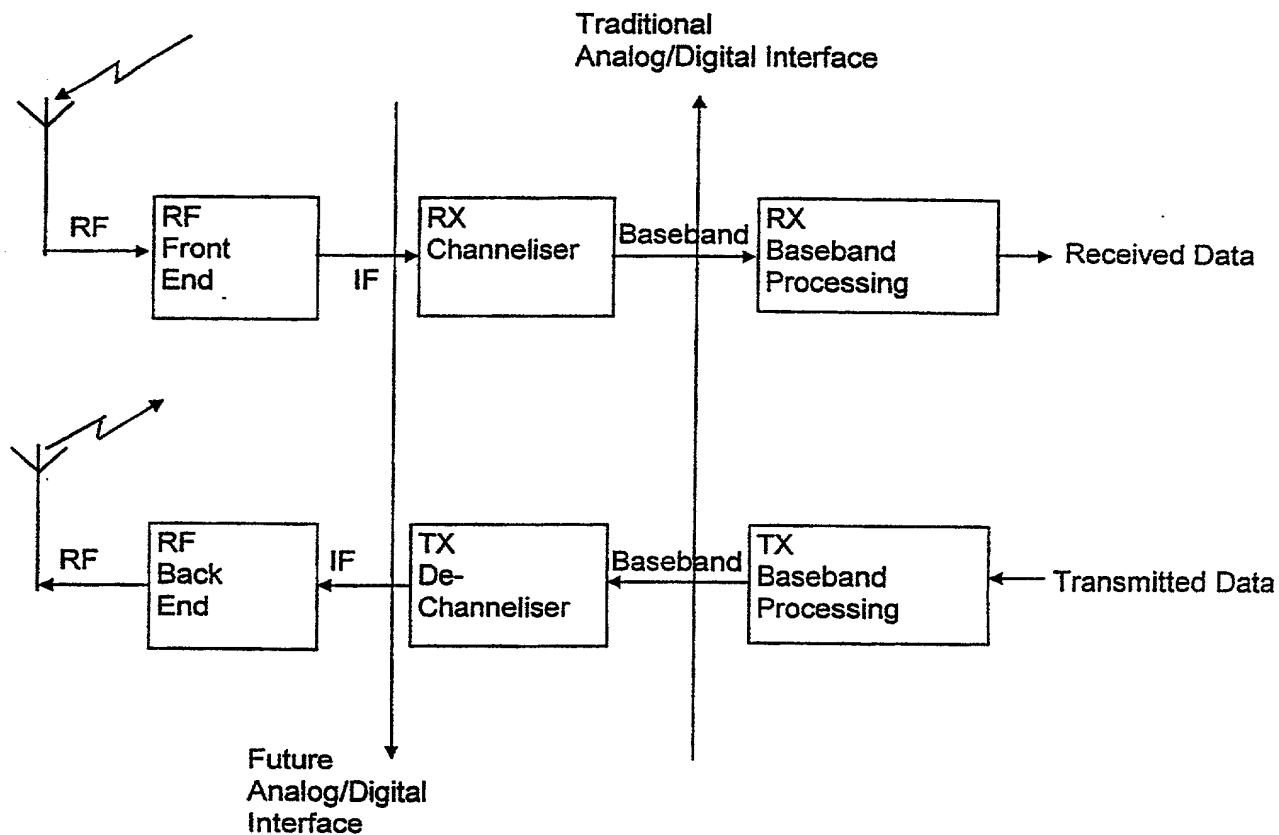 Traditional
Analog/Digital Interface
RF
RF
Front
End
IF
RX
Channeliser
Baseband
RX
Baseband
Processing
Received Data
RF
RF
Back
End
IF
TX
De-
Channeliser
Baseband
TX
Baseband
Processing
Transmitted Data
Future
Analog/Digital
Interface